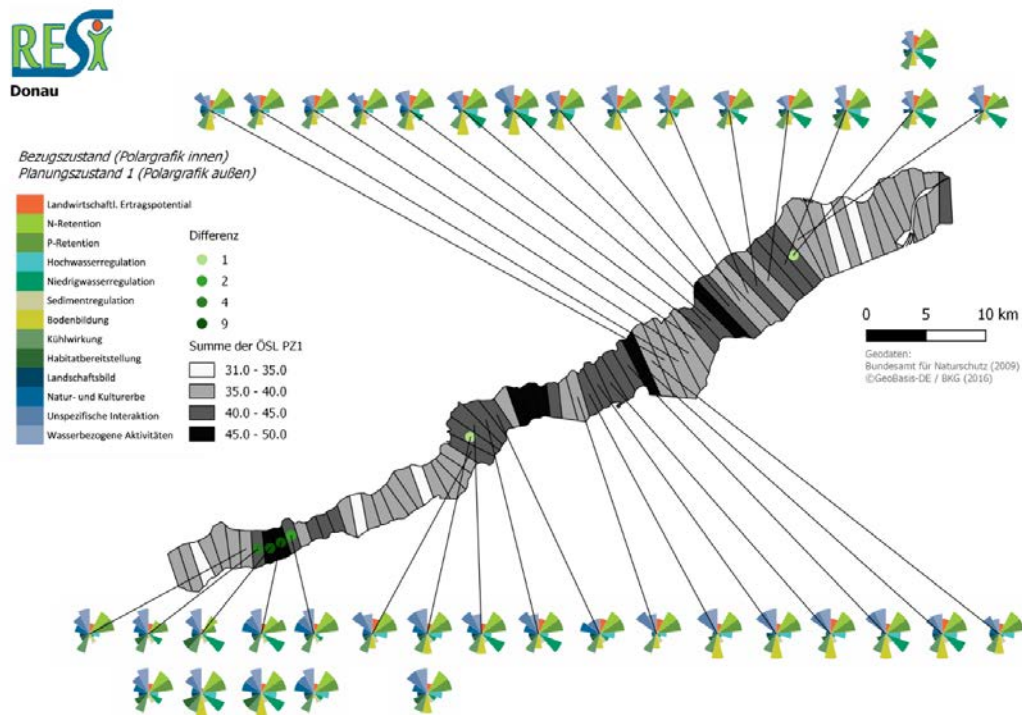 RESI
Donau
Bezugszustand (Polargrafik innen)
Planungszustand 1 (Polargrafik außen)
Landwirtschaftl. Ertragspotential
N-Retention
P-Retention
Hochwasserregulation
Niedrigwasserregulation
Sedimentregulation
Bodenbildung
Kühlwirkung
Habitatbereitstellung
Landschaftsbild
Natur- und Kulturerbe
Unspezifische Interaktion
Wasserbezogene Aktivitäten
Differenz
1
2
4
9
Summe der ÖSL PZ1
31.0 - 35.0
35.0 - 40.0
40.0 - 45.0
45.0 - 50.0
0 5 10 km
Geodaten:
Bundesamt für Naturschutz (2009)
©GeoBasis-DE / BKG (2016)